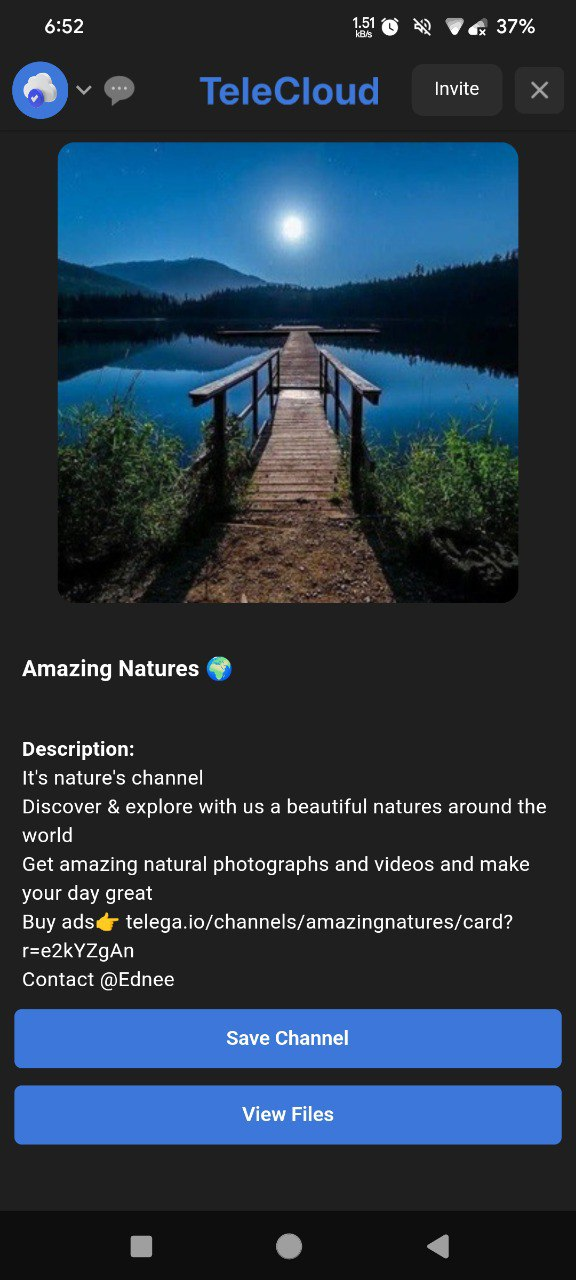 6:52
1.51
kB/s
37%
TeleCloud
Invite
Amazing Natures 🌍
Description:
It's nature's channel
Discover & explore with us a beautiful natures around the
world
Get amazing natural photographs and videos and make
your day great
Buy ads👉 telega.io/channels/amazingnatures/card?
r=e2kYZgAn
Contact @Ednee
Save Channel
View Files